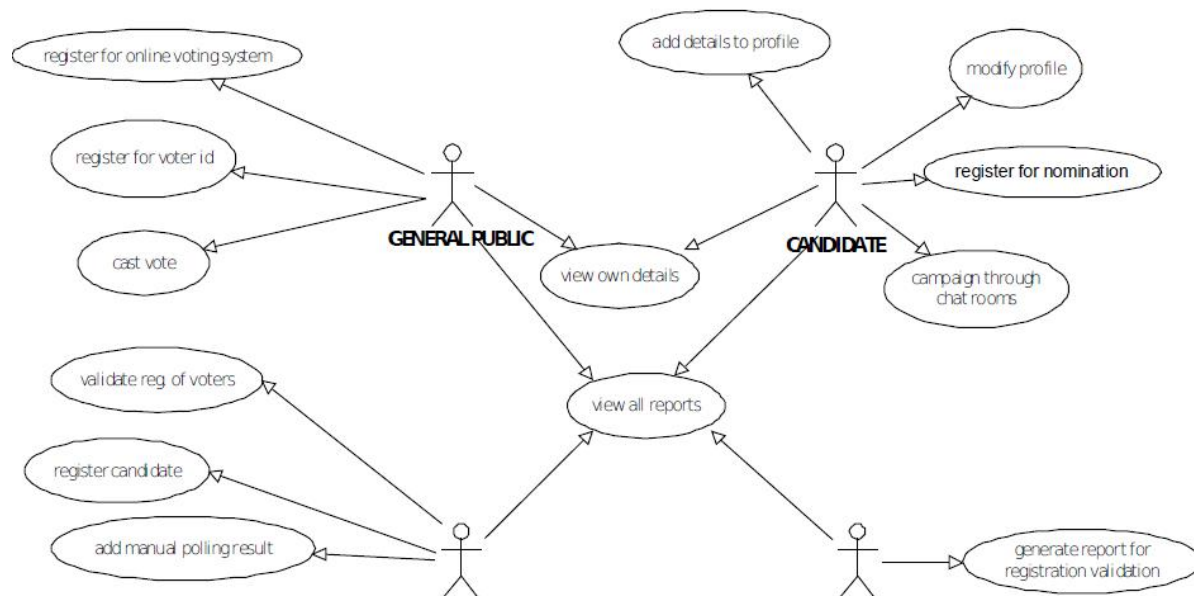 register for online voting system
add details to profile
modify profile
register for voter id
register for nomination
GENERAL PUBLIC
CANDIDATE
cast vote
view own details
campaign through
chat rooms
validate reg. of voters
view all reports
register candidate
add manual polling result
generate report for
registration validation